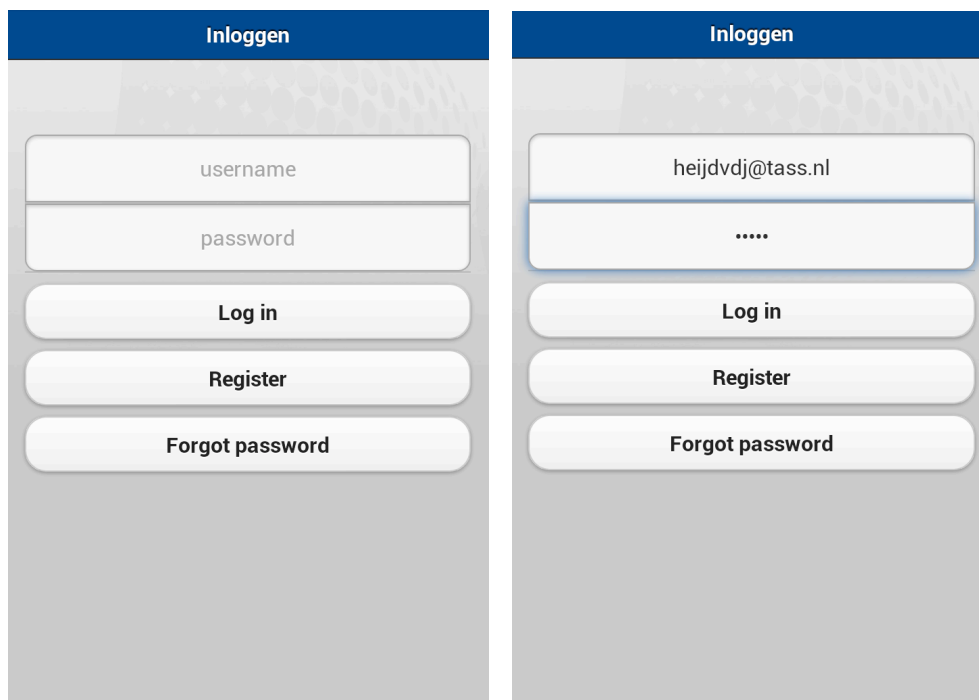 Inloggen
username
password
Log in
Register
Forgot password
Inloggen
heijdvdj@tass.nl
•••••
Log in
Register
Forgot password